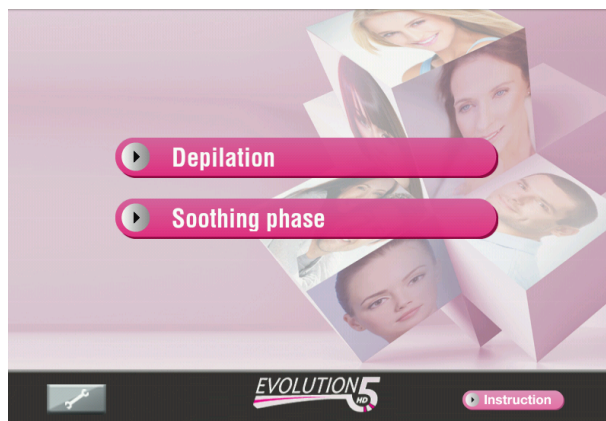 Depilation
Soothing phase
EVOLUTION 5
HD
Instruction